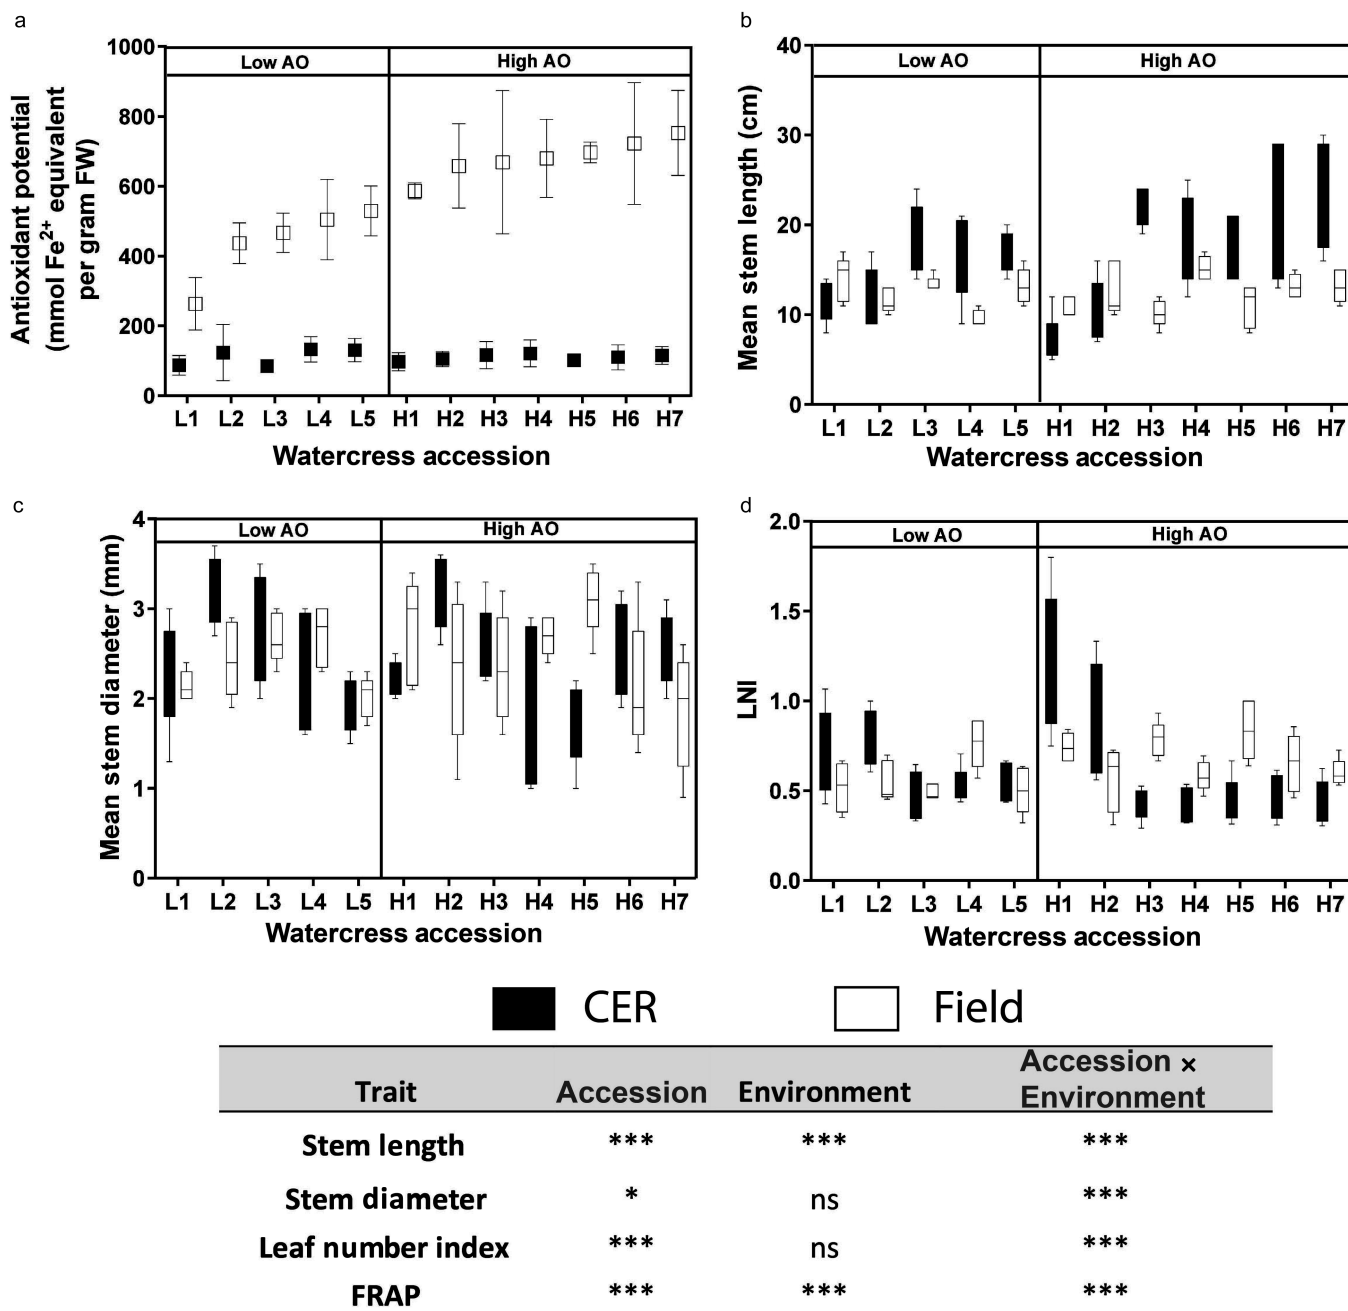 a
1000
800
600
400
200
0
Antioxidant potential
(mmol Fe²⁺ equivalent
per gram FW)
Low AO High AO
L1 L2 L3 L4 L5 H1 H2 H3 H4 H5 H6 H7
Watercress accession
b
40
30
20
10
0
Mean stem length (cm)
Low AO High AO
L1 L2 L3 L4 L5 H1 H2 H3 H4 H5 H6 H7
Watercress accession
c
4
3
2
1
0
Mean stem diameter (mm)
Low AO High AO
L1 L2 L3 L4 L5 H1 H2 H3 H4 H5 H6 H7
Watercress accession
d
2.0
1.5
1.0
0.5
0.0
LNI
Low AO High AO
L1 L2 L3 L4 L5 H1 H2 H3 H4 H5 H6 H7
Watercress accession
CER Field
Trait Accession Environment Accession × Environment
Stem length *** *** ***
Stem diameter * ns ***
Leaf number index *** ns ***
FRAP *** *** ***